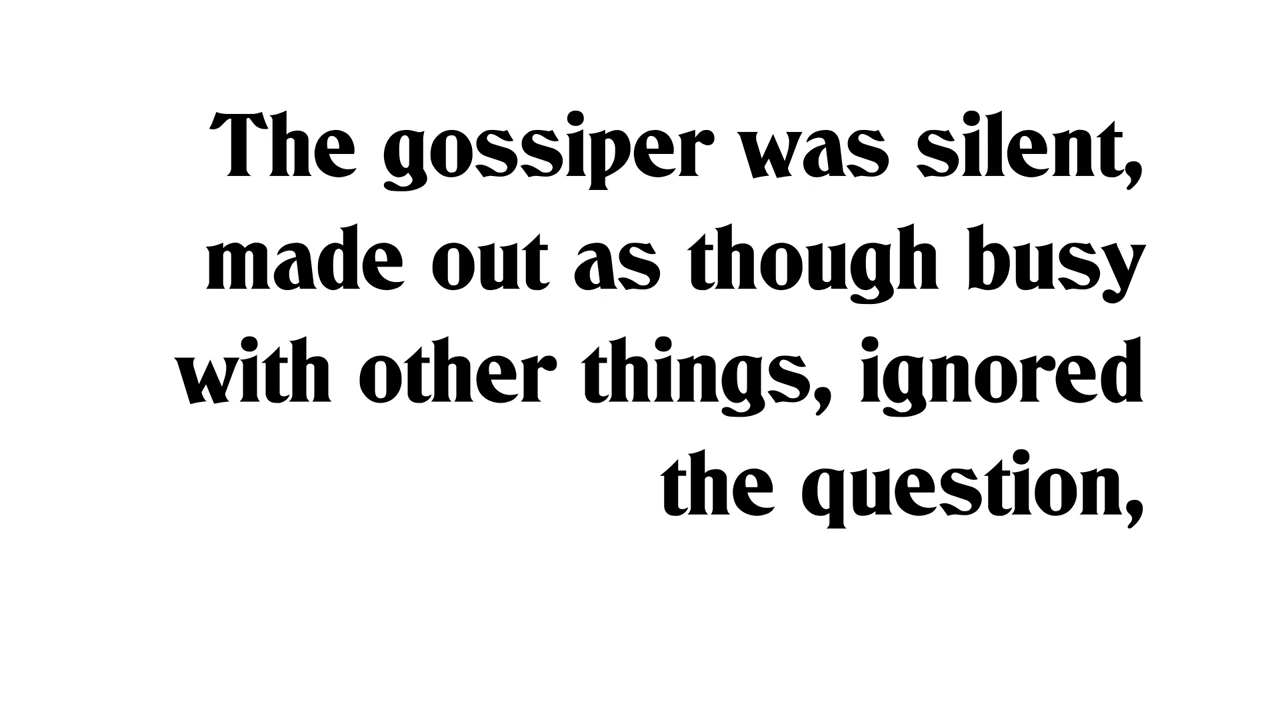 The gossiper was silent,
made out as though busy
with other things, ignored
the question,